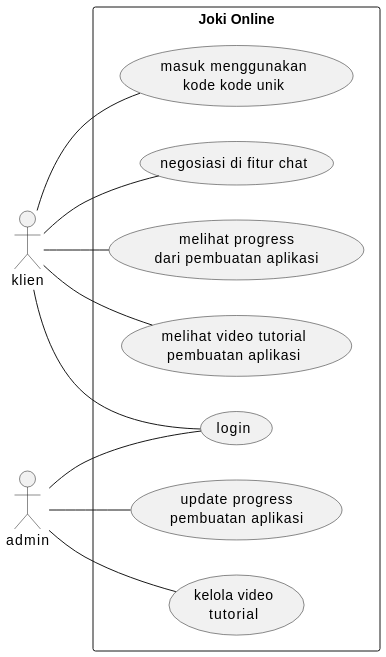 Joki Online
masuk menggunakan
kode kode unik
negosiasi di fitur chat
melihat progress
dari pembuatan aplikasi
klien
melihat video tutorial
pembuatan aplikasi
login
update progress
pembuatan aplikasi
admin
kelola video
tutorial